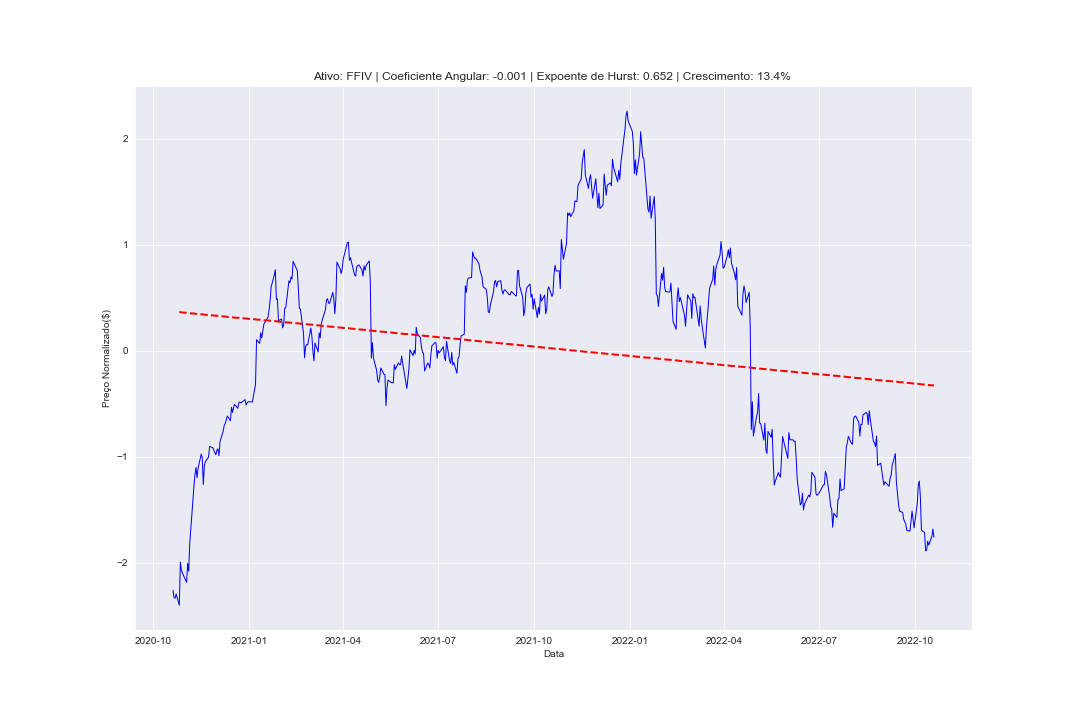 Ativo: FFIV | Coeficiente Angular: -0.001 | Expoente de Hurst: 0.652 | Crescimento: 13.4%
Preço Normalizado($)
2
1
0
−1
−2
2020-10 2021-01 2021-04 2021-07 2021-10 2022-01 2022-04 2022-07 2022-10
Data